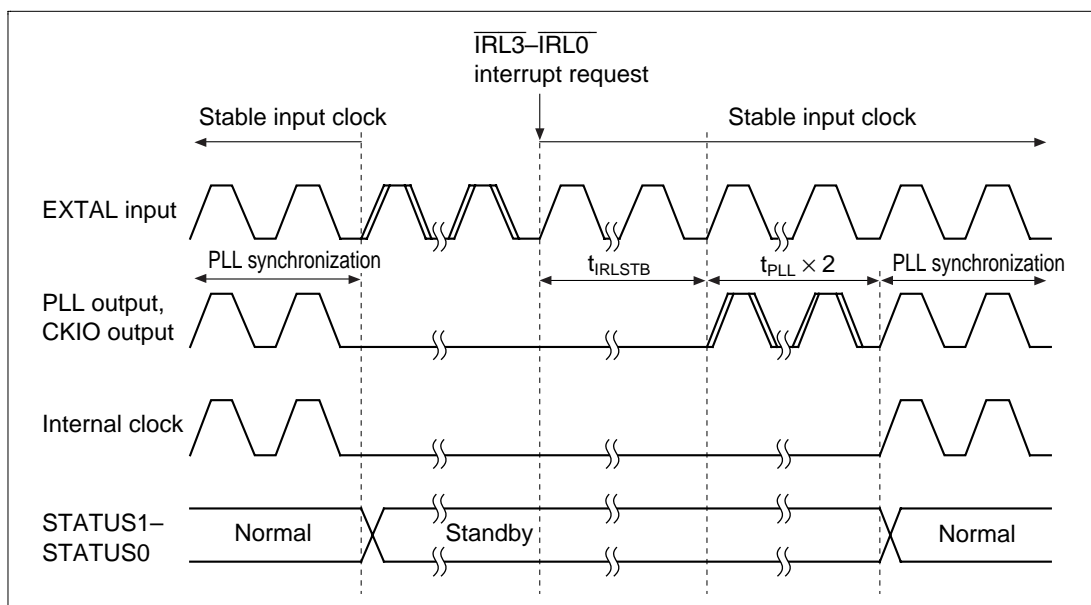 IRL3–IRL0
interrupt request
Stable input clock
Stable input clock
EXTAL input
PLL synchronization
tIRLSTB
tPLL × 2
PLL synchronization
PLL output,
CKIO output
Internal clock
STATUS1–
STATUS0
Normal
Standby
Normal